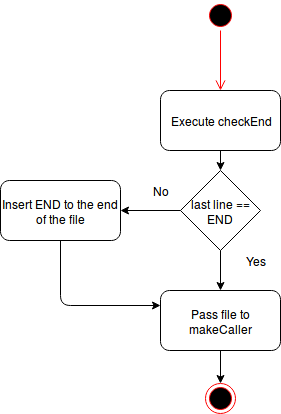 Execute checkEnd
last line ==
END
No
Insert END to the end
of the file
Yes
Pass file to
makeCaller